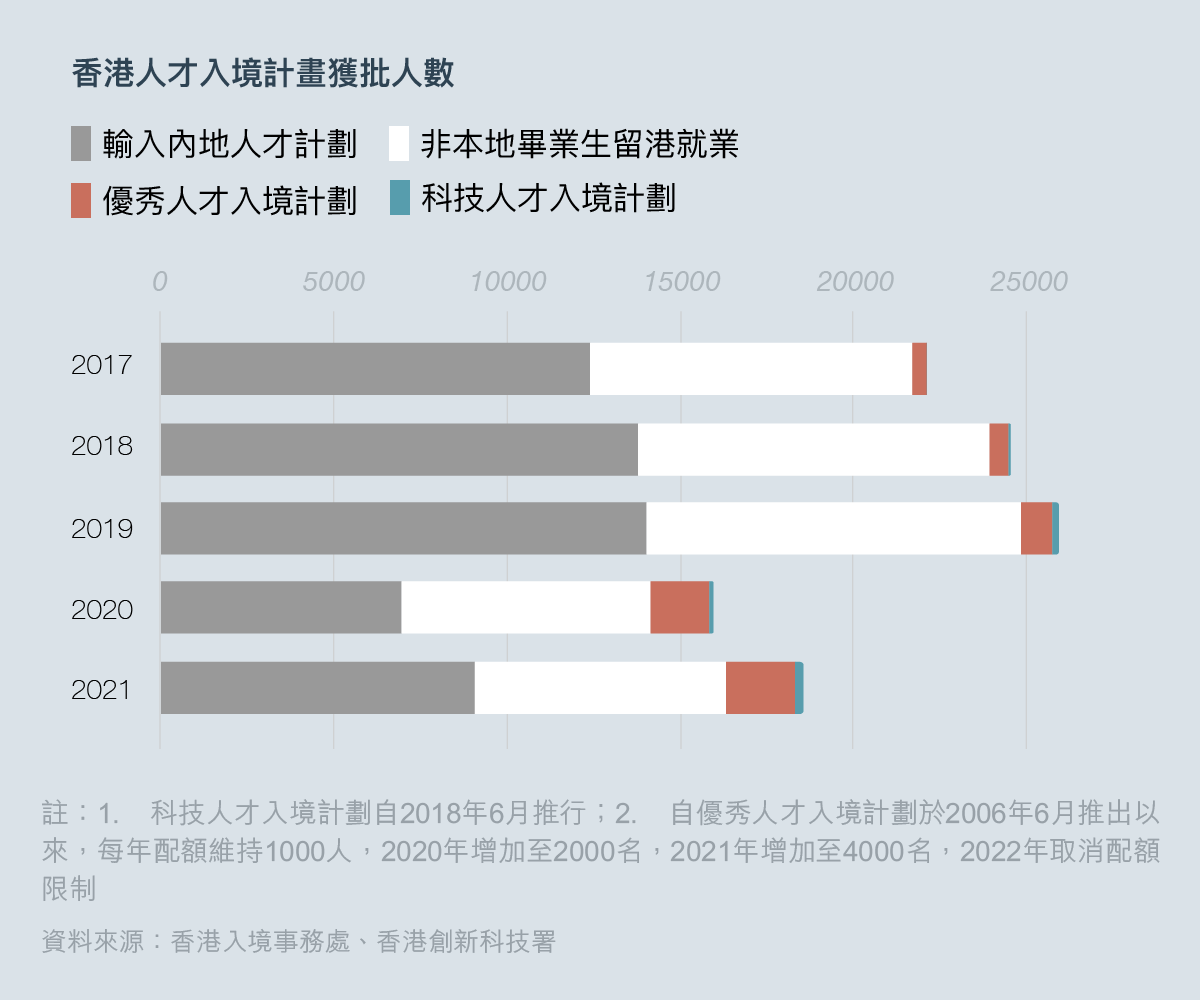 香港人才入境計畫獲批人數
輸入內地人才計劃 非本地畢業生留港就業
優秀人才入境計劃 科技人才入境計劃
0 5000 10000 15000 20000 25000
2017
2018
2019
2020
2021
註：1. 科技人才入境計劃自2018年6月推行；2. 自優秀人才入境計劃於2006年6月推出以
來，每年配額維持1000人，2020年增加至2000名，2021年增加至4000名，2022年取消配額
限制
資料來源：香港入境事務處、香港創新科技署